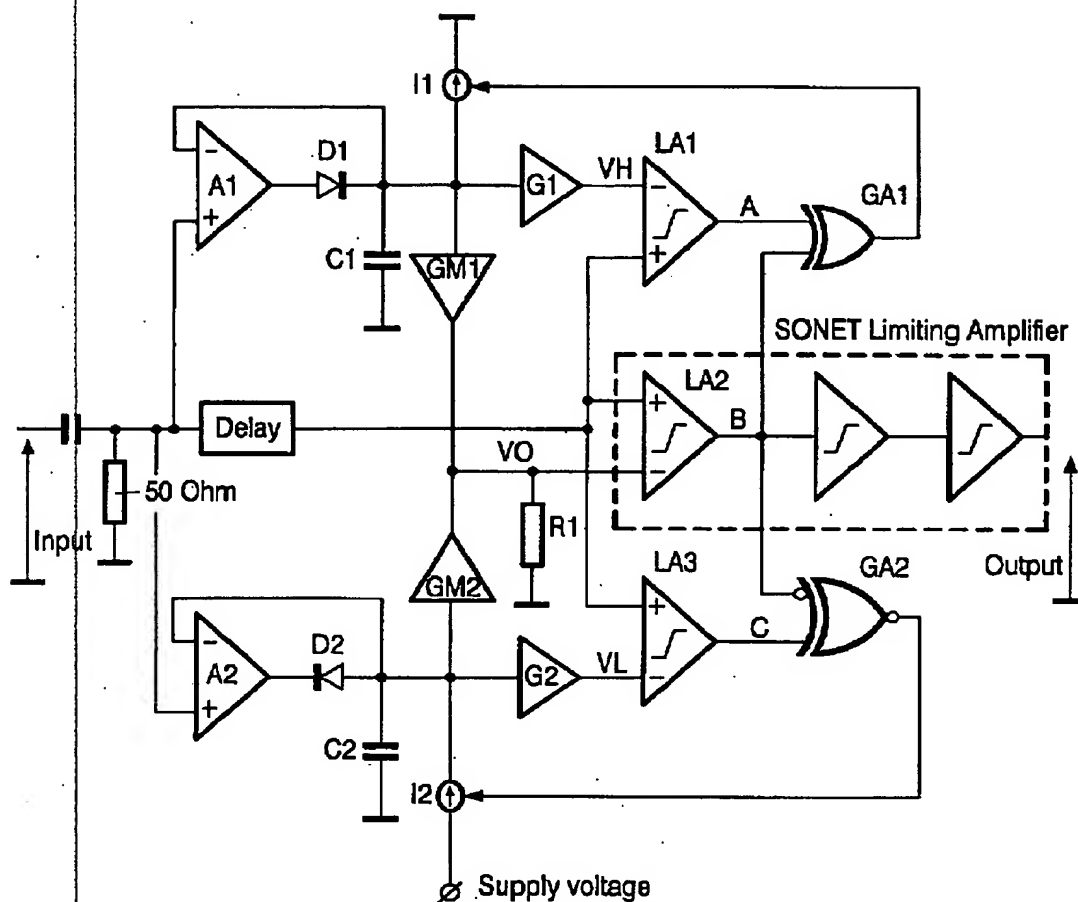 I1
LA1
D1
VH
GA1
A1
G1
A
C1
GM1
SONET Limiting Amplifier
LA2
Delay
B
VO
50 Ohm
R1
Input
LA3
GA2
Output
GM2
D2
C
VL
A2
G2
C2
I2
Supply voltage